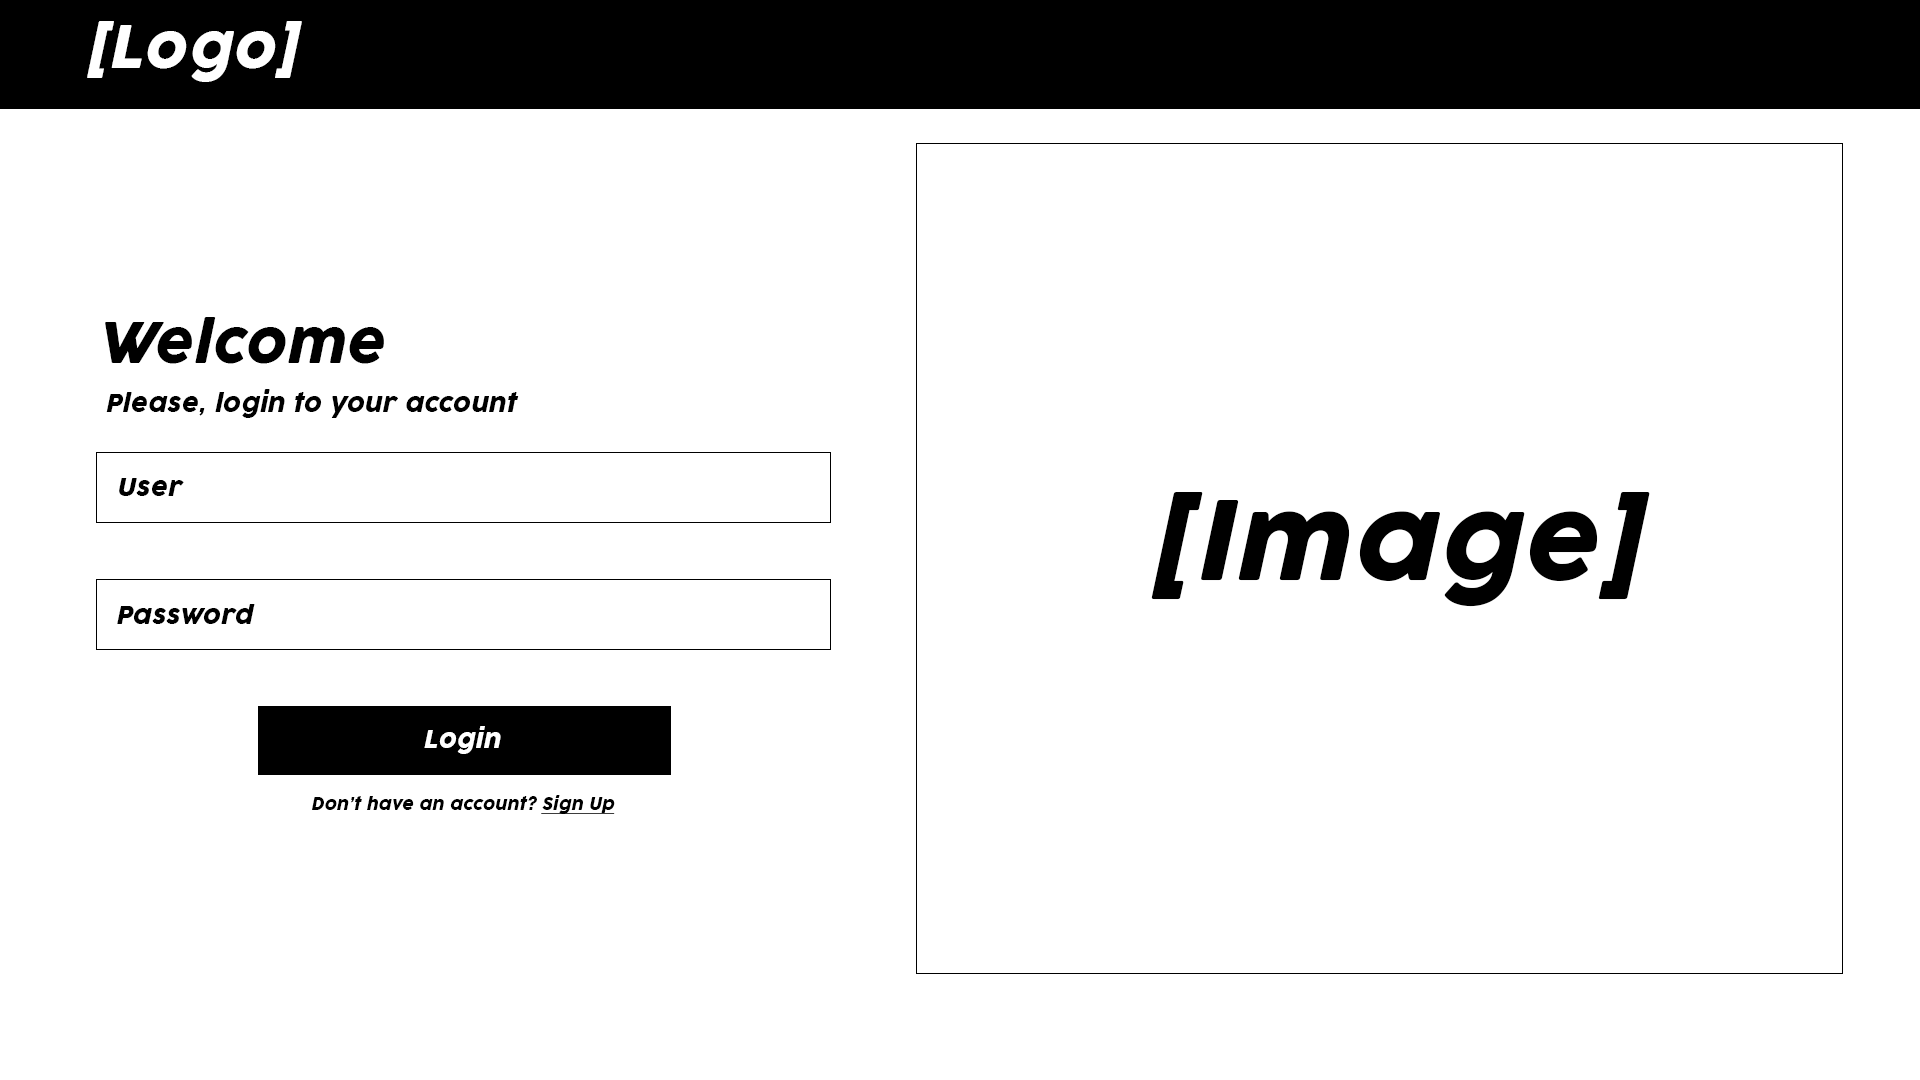 [Logo]
Welcome
Please, login to your account
User
Password
Login
Don't have an account? Sign Up
[Image]